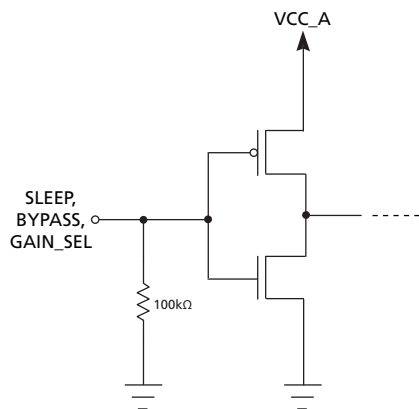 VCC_A
SLEEP,
BYPASS,
GAIN_SEL
100kΩ